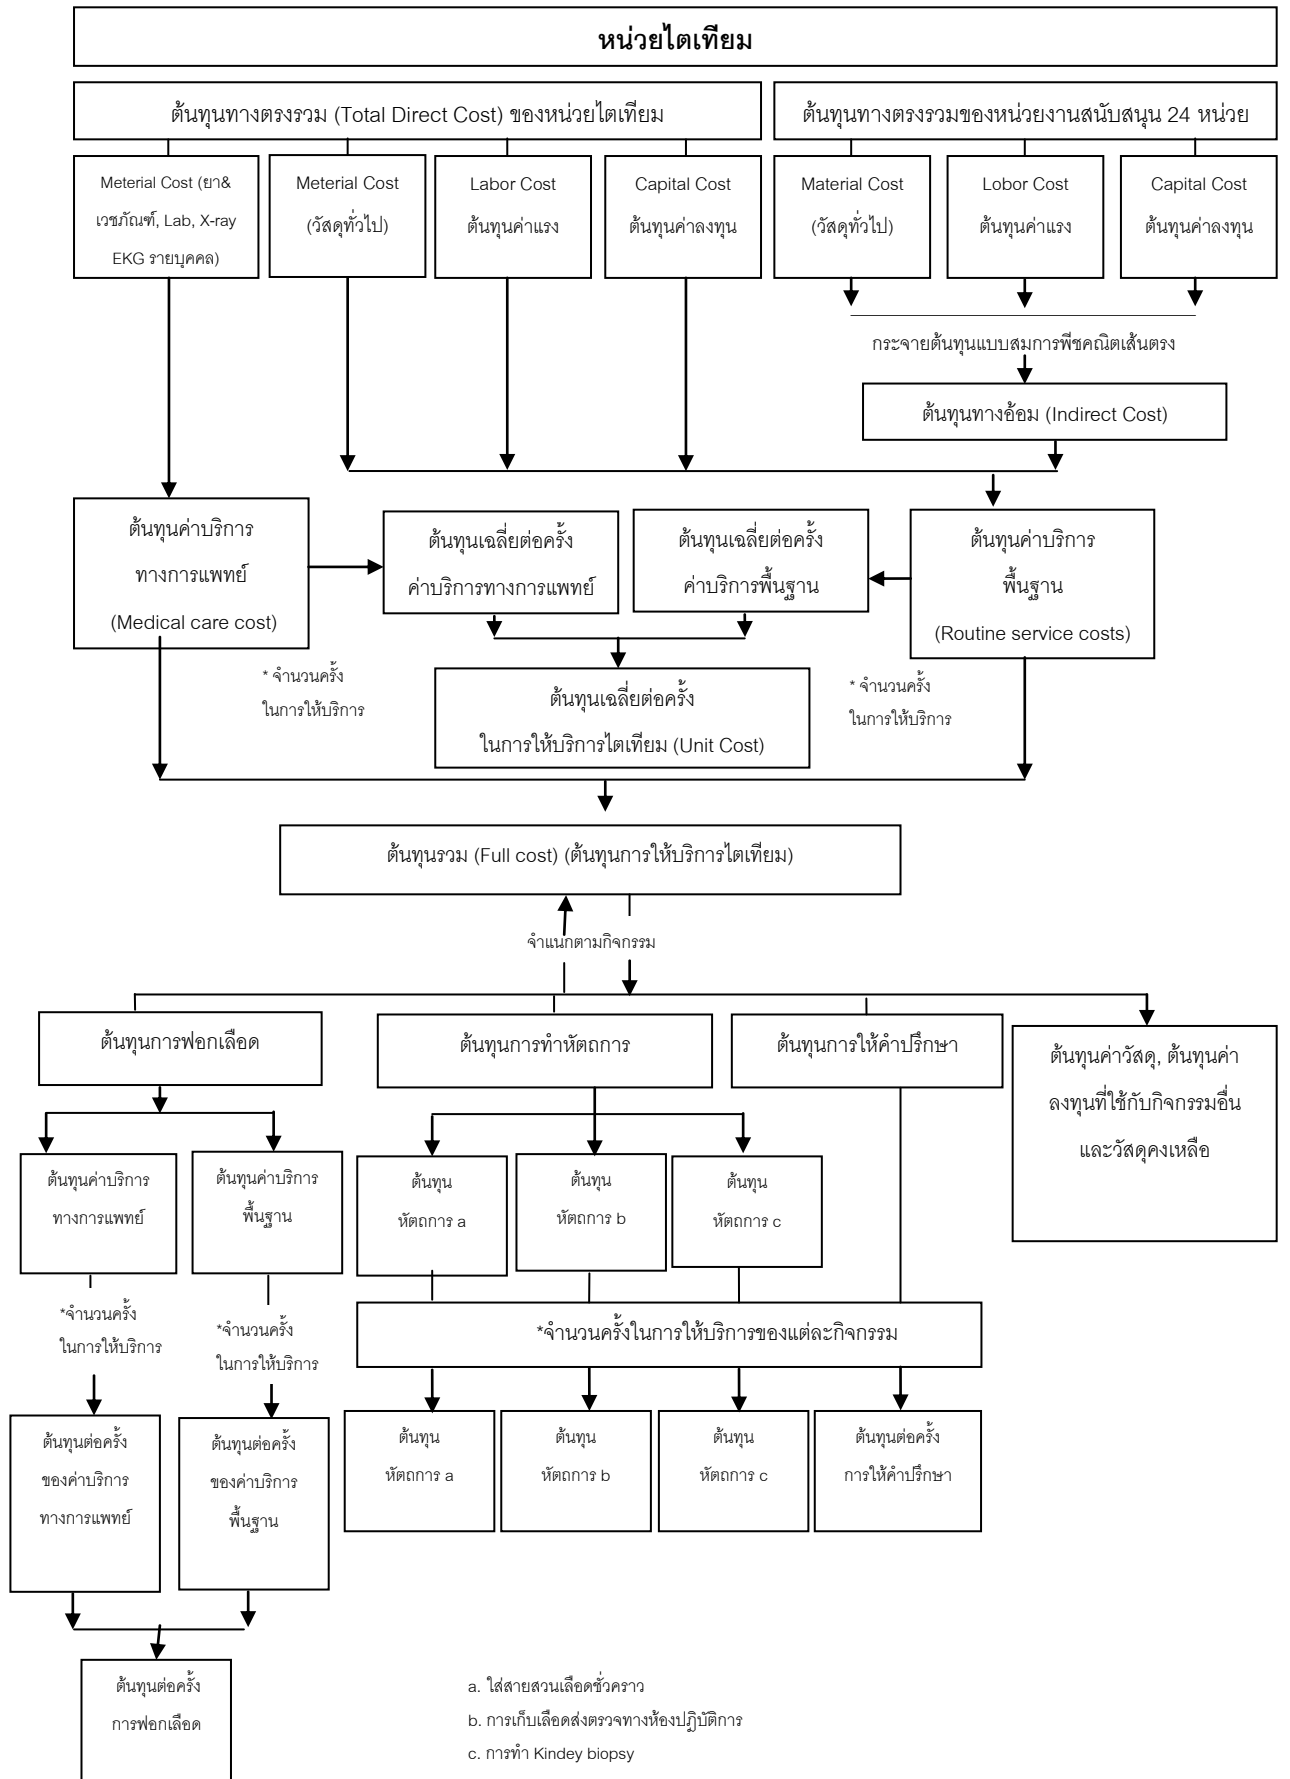 หน่วยไตเทียม
ต้นทุนทางตรงรวม (Total Direct Cost) ของหน่วยไตเทียม
ต้นทุนทางตรงรวมของหน่วยงานสนับสนุน 24 หน่วย
Meterial Cost (ยา&
เวชภัณฑ์, Lab, X-ray
EKG รายบุคคล)
Meterial Cost
(วัสดุทั่วไป)
Labor Cost
ต้นทุนค่าแรง
Capital Cost
ต้นทุนค่าลงทุน
Material Cost
(วัสดุทั่วไป)
Lobor Cost
ต้นทุนค่าแรง
Capital Cost
ต้นทุนค่าลงทุน
กระจายต้นทุนแบบสมการพีชคณิตเส้นตรง
ต้นทุนทางอ้อม (Indirect Cost)
ต้นทุนค่าบริการ
ทางการแพทย์
(Medical care cost)
ต้นทุนเฉลี่ยต่อครั้ง
ค่าบริการทางการแพทย์
ต้นทุนเฉลี่ยต่อครั้ง
ค่าบริการพื้นฐาน
ต้นทุนค่าบริการ
พื้นฐาน
(Routine service costs)
* จำนวนครั้ง
ในการให้บริการ
ต้นทุนเฉลี่ยต่อครั้ง
ในการให้บริการไตเทียม (Unit Cost)
* จำนวนครั้ง
ในการให้บริการ
ต้นทุนรวม (Full cost) (ต้นทุนการให้บริการไตเทียม)
จำแนกตามกิจกรรม
ต้นทุนการฟอกเลือด
ต้นทุนการทำหัตถการ
ต้นทุนการให้คำปรึกษา
ต้นทุนค่าวัสดุ, ต้นทุนค่า
ลงทุนที่ใช้กับกิจกรรมอื่น
และวัสดุคงเหลือ
ต้นทุนค่าบริการ
ทางการแพทย์
ต้นทุนค่าบริการ
พื้นฐาน
ต้นทุน
หัตถการ a
ต้นทุน
หัตถการ b
ต้นทุน
หัตถการ c
*จำนวนครั้ง
ในการให้บริการ
*จำนวนครั้ง
ในการให้บริการ
*จำนวนครั้งในการให้บริการของแต่ละกิจกรรม
ต้นทุนต่อครั้ง
ของค่าบริการ
ทางการแพทย์
ต้นทุนต่อครั้ง
ของค่าบริการ
พื้นฐาน
ต้นทุน
หัตถการ a
ต้นทุน
หัตถการ b
ต้นทุน
หัตถการ c
ต้นทุนต่อครั้ง
การให้คำปรึกษา
ต้นทุนต่อครั้ง
การฟอกเลือด
a. ใส่สายสวนเลือดชั่วคราว
b. การเก็บเลือดส่งตรวจทางห้องปฏิบัติการ
c. การทำ Kindey biopsy